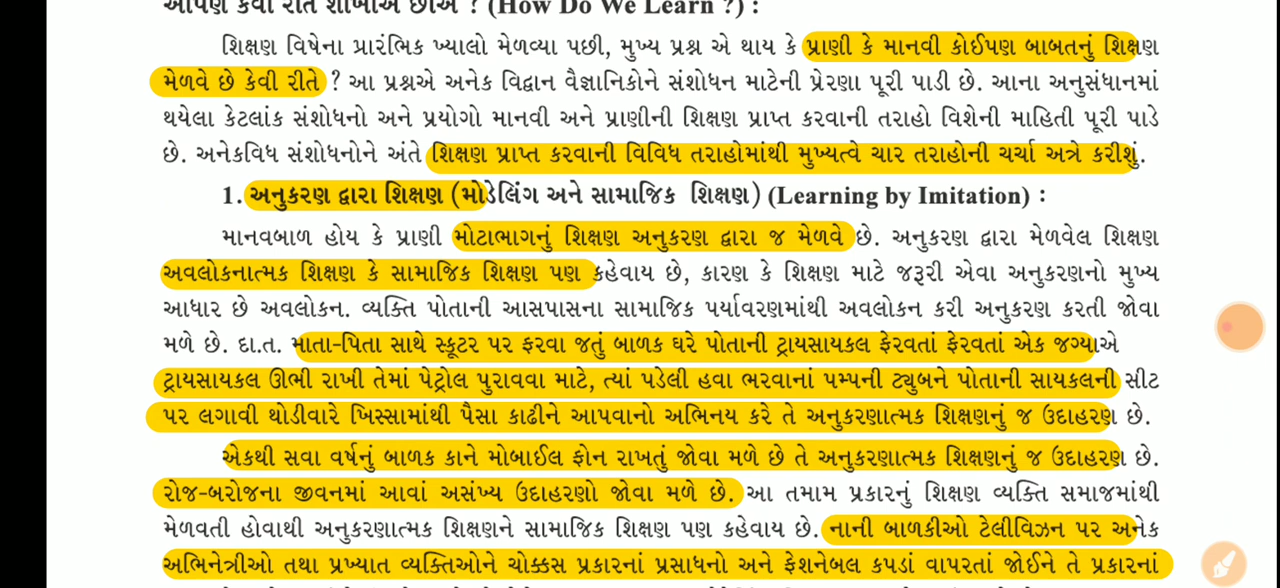 આપણે કેવી રીતે શીખીએ છીએ ? (How Do We Learn ?) :
શિક્ષણ વિષેના પ્રારંભિક ખ્યાલો મેળવ્યા પછી, મુખ્ય પ્રશ્ન એ થાય કે પ્રાણી કે માનવી કોઈપણ બાબતનું શિક્ષણ
મેળવે છે કેવી રીતે ? આ પ્રશ્નએ અનેક વિદ્વાન વૈજ્ઞાનિકોને સંશોધન માટેની પ્રેરણા પૂરી પાડી છે. આના અનુસંધાનમાં
થયેલા કેટલાંક સંશોધનો અને પ્રયોગો માનવી અને પ્રાણીની શિક્ષણ પ્રાપ્ત કરવાની તરાહો વિશેની માહિતી પૂરી પાડે
છે. અનેકવિધ સંશોધનોને અંતે શિક્ષણ પ્રાપ્ત કરવાની વિવિધ તરાહોમાંથી મુખ્યત્વે ચાર તરાહોની ચર્ચા અત્રે કરીશું.
1. અનુકરણ દ્વારા શિક્ષણ (મોડેલિંગ અને સામાજિક શિક્ષણ) (Learning by Imitation) :
માનવબાળ હોય કે પ્રાણી મોટાભાગનું શિક્ષણ અનુકરણ દ્વારા જ મેળવે છે. અનુકરણ દ્વારા મેળવેલ શિક્ષણ
અવલોકનાત્મક શિક્ષણ કે સામાજિક શિક્ષણ પણ કહેવાય છે, કારણ કે શિક્ષણ માટે જરૂરી એવા અનુકરણનો મુખ્ય
આધાર છે અવલોકન. વ્યક્તિ પોતાની આસપાસના સામાજિક પર્યાવરણમાંથી અવલોકન કરી અનુકરણ કરતી જોવા
મળે છે. દા.ત. માતા-પિતા સાથે સ્કૂટર પર ફરવા જતું બાળક ઘરે પોતાની ટ્રાયસાયકલ ફેરવતાં ફેરવતાં એક જગ્યાએ
ટ્રાયસાયકલ ઊભી રાખી તેમાં પેટ્રોલ પુરાવવા માટે, ત્યાં પડેલી હવા ભરવાનાં પમ્પની ટ્યુબને પોતાની સાયકલની સીટ
પર લગાવી થોડીવારે ખિસ્સામાંથી પૈસા કાઢીને આપવાનો અભિનય કરે તે અનુકરણાત્મક શિક્ષણનું જ ઉદાહરણ છે.
એકથી સવા વર્ષનું બાળક કાને મોબાઈલ ફોન રાખતું જોવા મળે છે તે અનુકરણાત્મક શિક્ષણનું જ ઉદાહરણ છે.
રોજ-બરોજના જીવનમાં આવાં અસંખ્ય ઉદાહરણો જોવા મળે છે. આ તમામ પ્રકારનું શિક્ષણ વ્યક્તિ સમાજમાંથી
મેળવતી હોવાથી અનુકરણાત્મક શિક્ષણને સામાજિક શિક્ષણ પણ કહેવાય છે. નાની બાળકીઓ ટેલીવિઝન પર અનેક
અભિનેત્રીઓ તથા પ્રખ્યાત વ્યક્તિઓને ચોક્કસ પ્રકારનાં પ્રસાધનો અને ફેશનેબલ કપડાં વાપરતાં જોઈને તે પ્રકારનાં